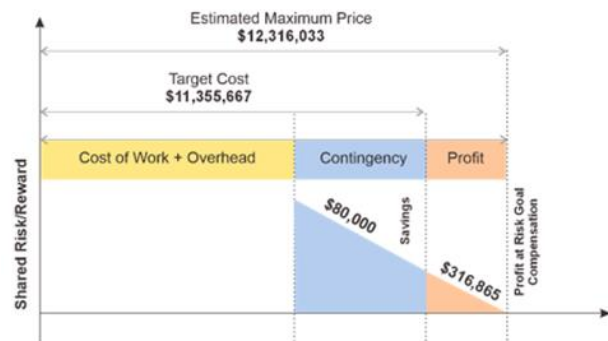 Estimated Maximum Price
$12,316,033
Target Cost
$11,355,667
Cost of Work + Overhead
Contingency
Profit
Shared Risk/Reward
$80,000
Savings
$316,865
Profit at Risk Goal
Compensation